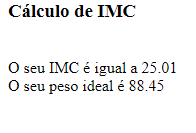 Cálculo de IMC
O seu IMC é igual a 25.01
O seu peso ideal é 88.45